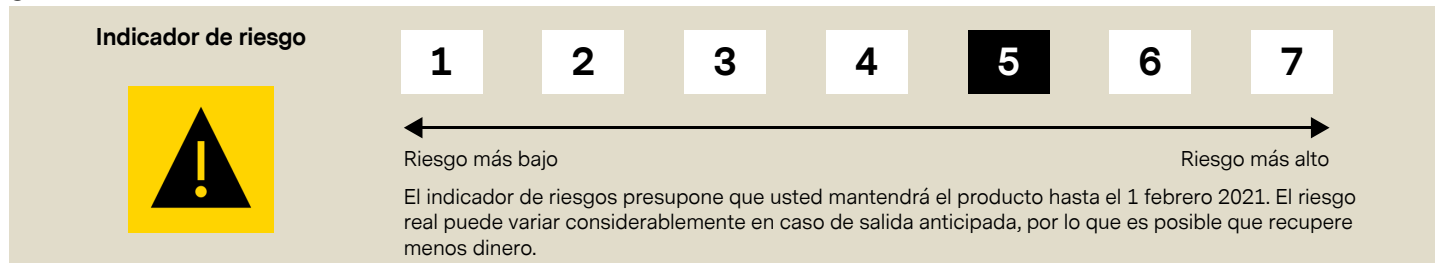 Indicador de riesgo
1 2 3 4 5 6 7
Riesgo más bajo Riesgo más alto
El indicador de riesgos presupone que usted mantendrá el producto hasta el 1 febrero 2021. El riesgo
real puede variar considerablemente en caso de salida anticipada, por lo que es posible que recupere
menos dinero.